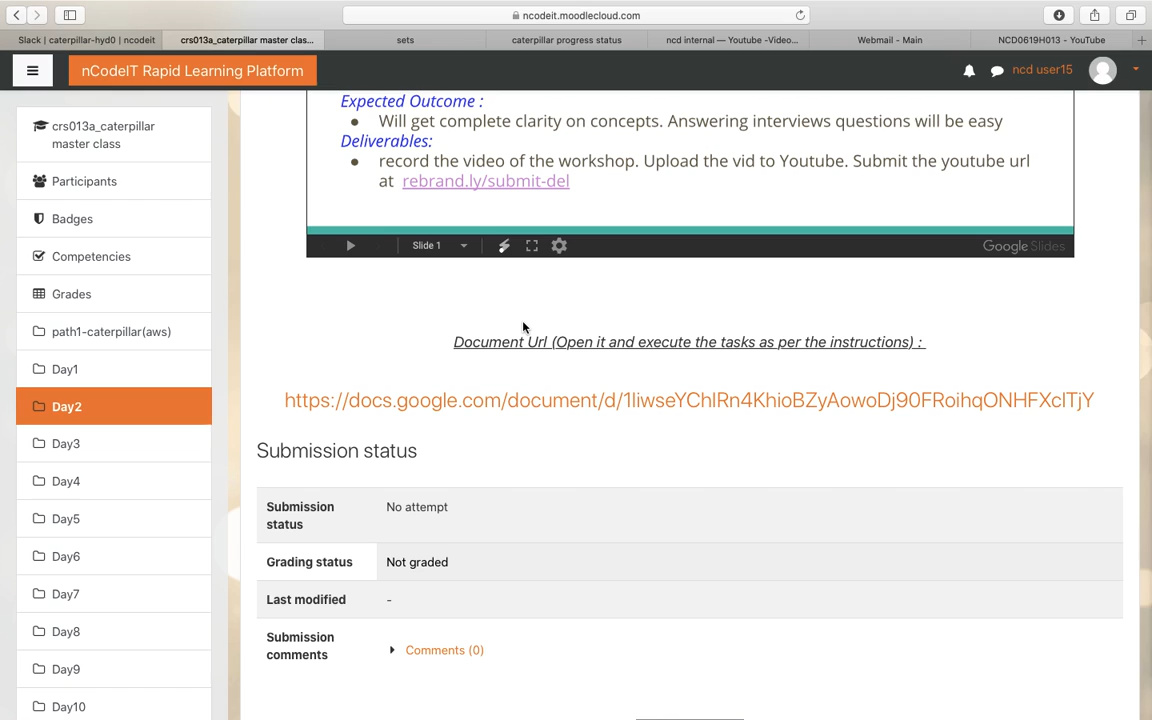 ncodeit.moodlecloud.com
Slack | caterpillar-hyd0 | ncodeit
crs013a_caterpillar master clas...
sets
caterpillar progress status
ncd internal — Youtube -Video...
Webmail - Main
NCD0619H013 - YouTube
nCodeIT Rapid Learning Platform
ncd user15
crs013a_caterpillar
master class
Participants
Badges
Competencies
Grades
path1-caterpillar(aws)
Day1
Day2
Day3
Day4
Day5
Day6
Day7
Day8
Day9
Day10
Expected Outcome :
● Will get complete clarity on concepts. Answering interviews questions will be easy
Deliverables:
● record the video of the workshop. Upload the vid to Youtube. Submit the youtube url
at rebrand.ly/submit-del
Slide 1
Google Slides
Document Url (Open it and execute the tasks as per the instructions) :
https://docs.google.com/document/d/1IiwseYChIRn4KhioBZyAowoDj90FRoihqONHFXcITjY
Submission status
Submission
status
No attempt
Grading status
Not graded
Last modified
-
Submission
comments
Comments (0)